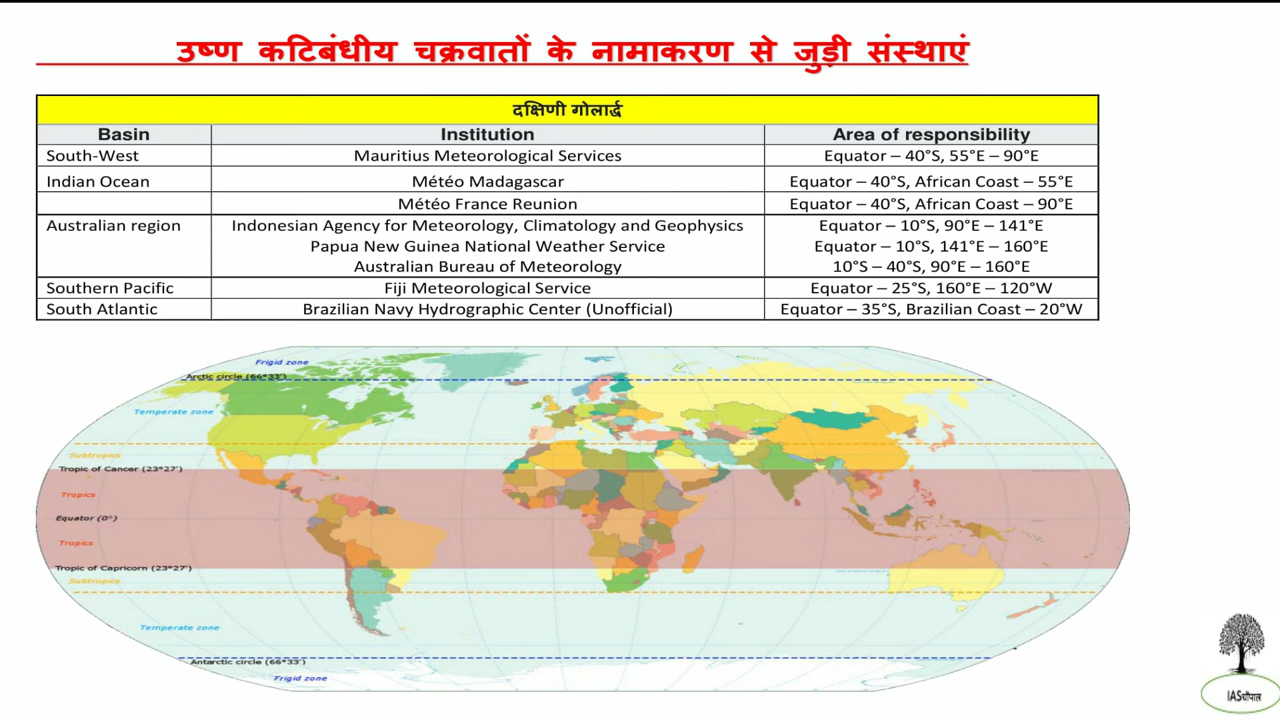 उष्ण कटिबंधीय चक्रवातों के नामाकरण से जुड़ी संस्थाएं
दक्षिणी गोलार्द्ध
Basin Institution Area of responsibility
South-West Mauritius Meteorological Services Equator – 40°S, 55°E – 90°E
Indian Ocean Météo Madagascar Equator – 40°S, African Coast – 55°E
Météo France Reunion Equator – 40°S, African Coast – 90°E
Australian region Indonesian Agency for Meteorology, Climatology and Geophysics Equator – 10°S, 90°E – 141°E
Papua New Guinea National Weather Service Equator – 10°S, 141°E – 160°E
Australian Bureau of Meteorology 10°S – 40°S, 90°E – 160°E
Southern Pacific Fiji Meteorological Service Equator – 25°S, 160°E – 120°W
South Atlantic Brazilian Navy Hydrographic Center (Unofficial) Equator – 35°S, Brazilian Coast – 20°W
Frigid zone
Arctic circle (66°33')
Temperate zone
Subtropics
Tropic of Cancer (23°27')
Tropics
Equator (0°)
Tropics
Tropic of Capricorn (23°27')
Subtropics
Temperate zone
Antarctic circle (66°33')
Frigid zone
IASचौपाल